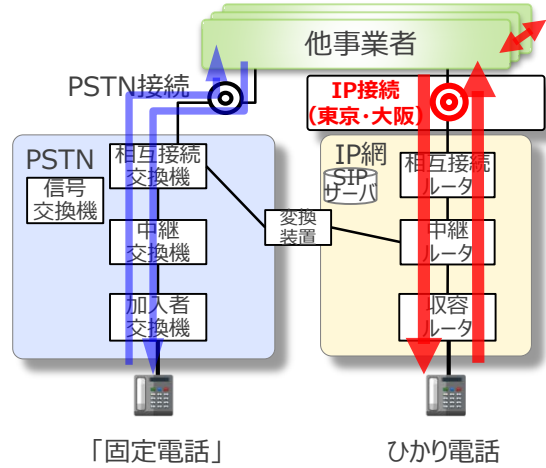 他事業者
PSTN接続
IP接続
（東京・大阪）
PSTN
相互接続
交換機
信号
交換機
中継
交換機
加入者
交換機
変換
装置
IP網
SIP
サーバ
相互接続
ルータ
中継
ルータ
収容
ルータ
「固定電話」
ひかり電話